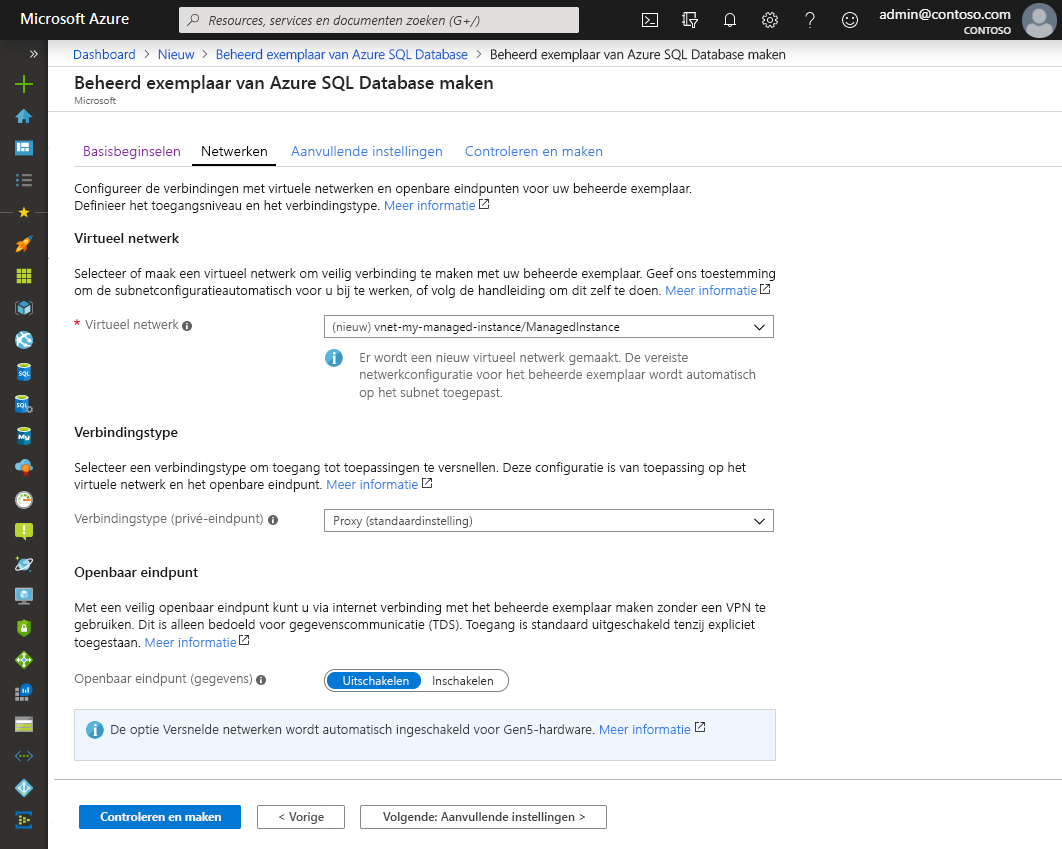 Microsoft Azure
Resources, services en documenten zoeken (G+/)
admin@contoso.com
CONTOSO
Dashboard > Nieuw > Beheerd exemplaar van Azure SQL Database > Beheerd exemplaar van Azure SQL Database maken
Beheerd exemplaar van Azure SQL Database maken
Microsoft
Basisbeginselen Netwerken Aanvullende instellingen Controleren en maken
Configureer de verbindingen met virtuele netwerken en openbare eindpunten voor uw beheerde exemplaar.
Definieer het toegangsniveau en het verbindingstype. Meer informatie
Virtueel netwerk
Selecteer of maak een virtueel netwerk om veilig verbinding te maken met uw beheerde exemplaar. Geef ons toestemming
om de subnetconfiguratieautomatisch voor u bij te werken, of volg de handleiding om dit zelf te doen. Meer informatie
* Virtueel netwerk
(nieuw) vnet-my-managed-instance/ManagedInstance
Er wordt een nieuw virtueel netwerk gemaakt. De vereiste
netwerkconfiguratie voor het beheerde exemplaar wordt automatisch
op het subnet toegepast.
Verbindingstype
Selecteer een verbindingstype om toegang tot toepassingen te versnellen. Deze configuratie is van toepassing op het
virtuele netwerk en het openbare eindpunt. Meer informatie
Verbindingstype (privé-eindpunt)
Proxy (standaardinstelling)
Openbaar eindpunt
Met een veilig openbaar eindpunt kunt u via internet verbinding met het beheerde exemplaar maken zonder een VPN te
gebruiken. Dit is alleen bedoeld voor gegevenscommunicatie (TDS). Toegang is standaard uitgeschakeld tenzij expliciet
toegestaan. Meer informatie
Openbaar eindpunt (gegevens)
Uitschakelen Inschakelen
De optie Versnelde netwerken wordt automatisch ingeschakeld voor Gen5-hardware. Meer informatie
Controleren en maken
< Vorige
Volgende: Aanvullende instellingen >